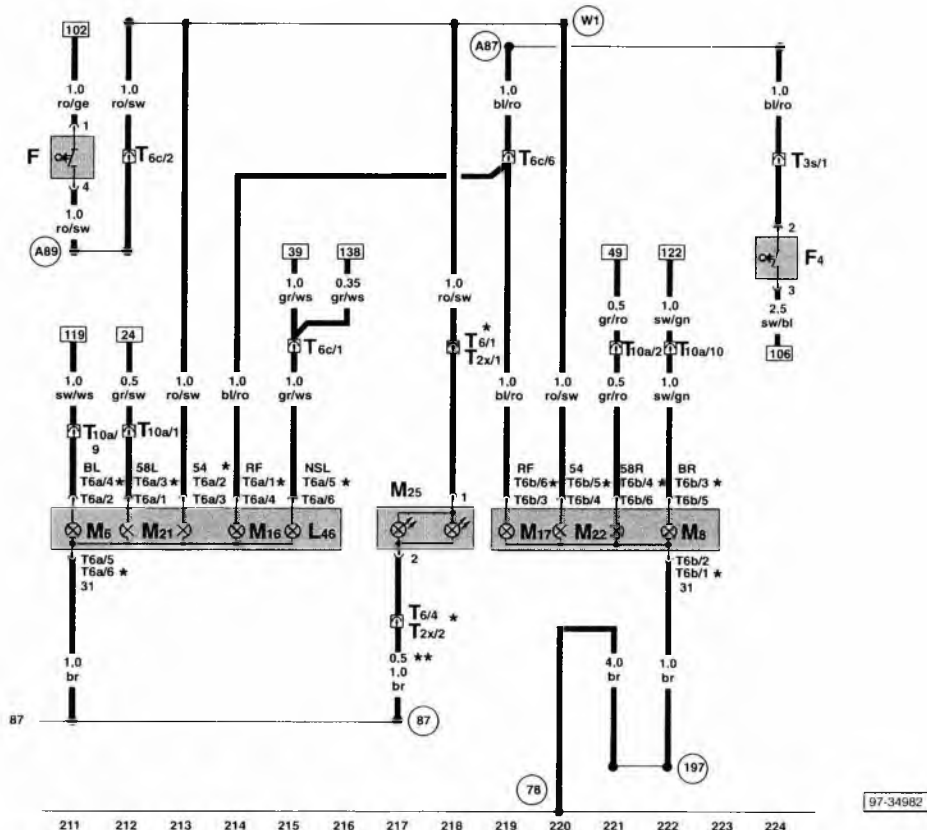 W1
102
A87
1.0
ro/ge
1.0
ro/sw
1.0
bl/ro
1.0
bl/ro
1
F
T6c/2
T6c/6
T3s/1
4
1.0
ro/sw
2
F4
A89
39
138
49
122
3
1.0
gr/ws
0.35
gr/ws
1.0
ro/sw
0.5
gr/ro
1.0
sw/gn
2.5
sw/bl
119
24
T6c/1
*
T6/1
T2x/1
T10a/2
T10a/10
106
1.0
sw/ws
0.5
gr/sw
1.0
ro/sw
1.0
bl/ro
1.0
gr/ws
1.0
bl/ro
1.0
ro/sw
0.5
gr/ro
1.0
sw/gn
T10a/
9
T10a/1
BL
58L
54 *
RF
NSL
RF
54
58R
BR
T6a/4*
T6a/3*
T6a/2
T6a/1*
T6a/5*
T6b/6*
T6b/5*
T6b/4*
T6b/3*
T6a/2
T6a/1
T6a/3
T6a/4
T6a/6
M25
1
T6b/3
T6b/4
T6b/6
T6b/5
M6
M21
M16
L46
M17
M22
M8
T6a/5
T6a/6 *
31
2
T6b/2
T6b/1 *
31
T6/4 *
T2x/2
0.5 **
1.0
br
1.0
br
4.0
br
1.0
br
87
87
197
78
97-34982
211 212 213 214 215 216 217 218 219 220 221 222 223 224